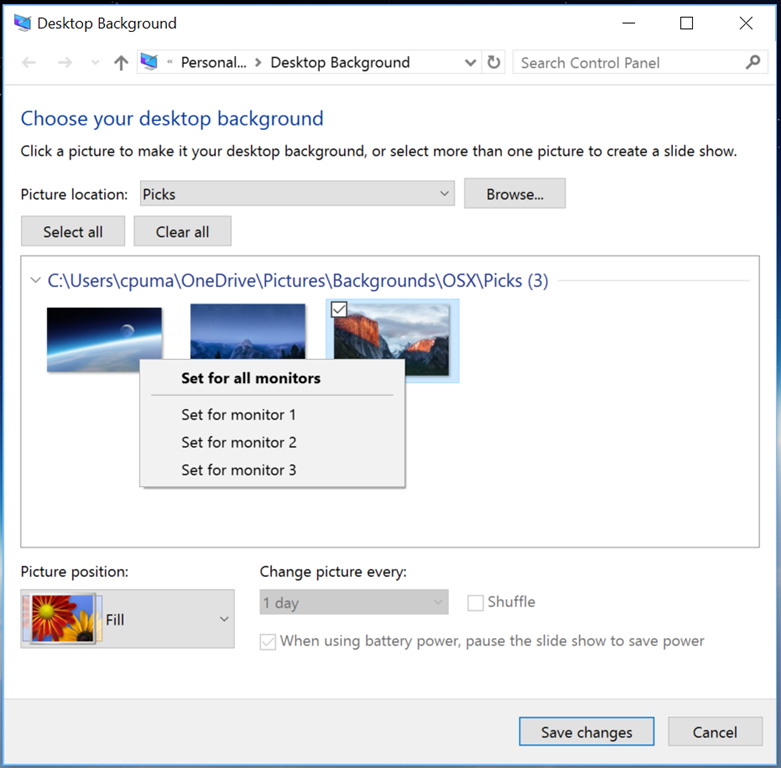 Desktop Background
« Personal... > Desktop Background
Search Control Panel
Choose your desktop background
Click a picture to make it your desktop background, or select more than one picture to create a slide show.
Picture location: Picks Browse...
Select all Clear all
C:\Users\cpuma\OneDrive\Pictures\Backgrounds\OSX\Picks (3)
Set for all monitors
Set for monitor 1
Set for monitor 2
Set for monitor 3
Picture position: Change picture every:
Fill 1 day Shuffle
When using battery power, pause the slide show to save power
Save changes Cancel